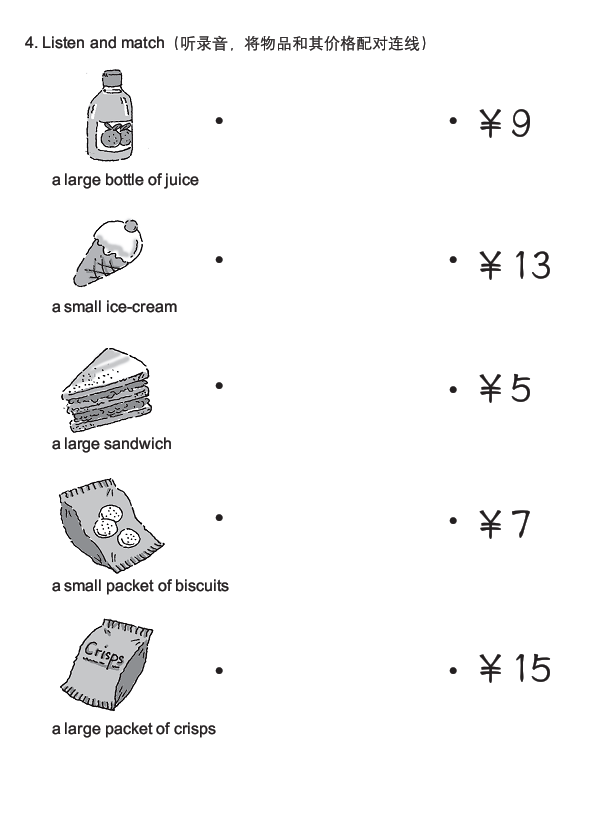 4. Listen and match（听录音，将物品和其价格配对连线）
¥ 9
a large bottle of juice
¥ 13
a small ice-cream
¥ 5
a large sandwich
¥ 7
a small packet of biscuits
Crisps
¥ 15
a large packet of crisps